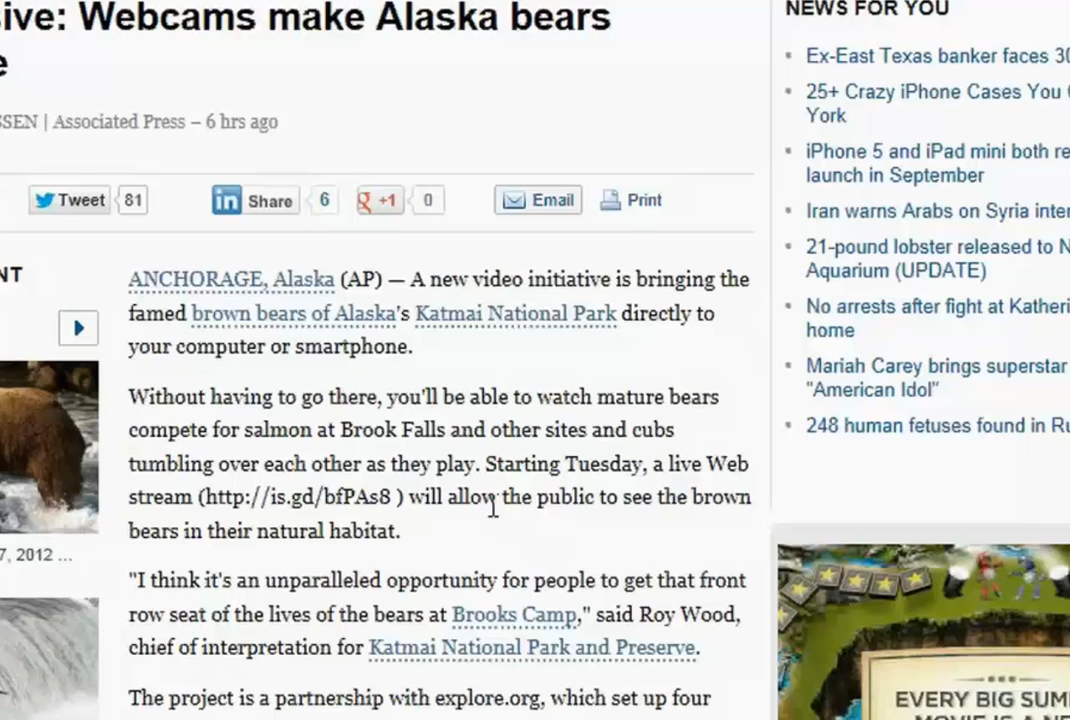 sive: Webcams make Alaska bears
e
SSEN | Associated Press – 6 hrs ago
Tweet 81
Share 6
+1 0
Email
Print
NT
ANCHORAGE, Alaska (AP) — A new video initiative is bringing the
famed brown bears of Alaska's Katmai National Park directly to
your computer or smartphone.
Without having to go there, you'll be able to watch mature bears
compete for salmon at Brook Falls and other sites and cubs
tumbling over each other as they play. Starting Tuesday, a live Web
stream (http://is.gd/bfPAs8 ) will allow the public to see the brown
bears in their natural habitat.
7, 2012 ...
"I think it's an unparalleled opportunity for people to get that front
row seat of the lives of the bears at Brooks Camp," said Roy Wood,
chief of interpretation for Katmai National Park and Preserve.
The project is a partnership with explore.org, which set up four
NEWS FOR YOU
Ex-East Texas banker faces 30
25+ Crazy iPhone Cases You
York
iPhone 5 and iPad mini both re
launch in September
Iran warns Arabs on Syria inter
21-pound lobster released to N
Aquarium (UPDATE)
No arrests after fight at Katheri
home
Mariah Carey brings superstar
"American Idol"
248 human fetuses found in Ru
EVERY BIG SUM
MOVIE IS A NE